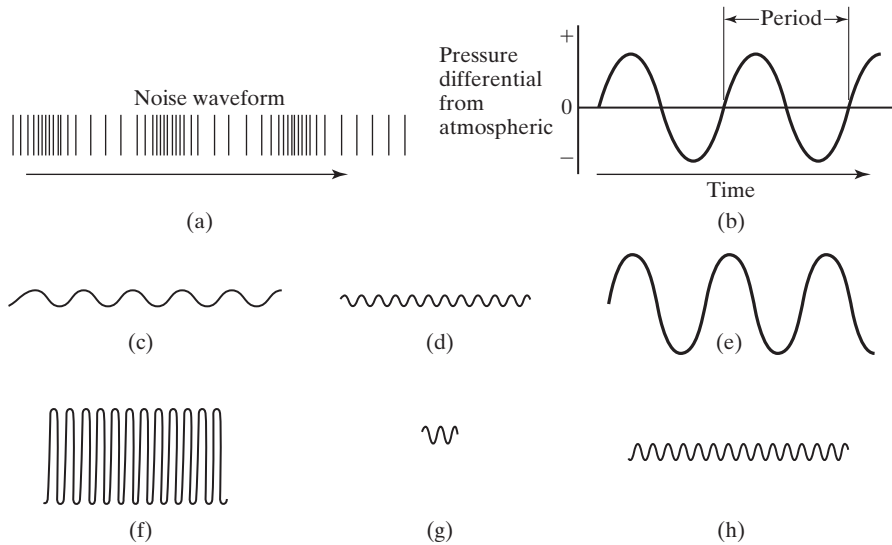 Noise waveform
(a)
Period
+
Pressure
differential
from
atmospheric
0
−
Time
(b)
(c)
(d)
(e)
(f)
(g)
(h)